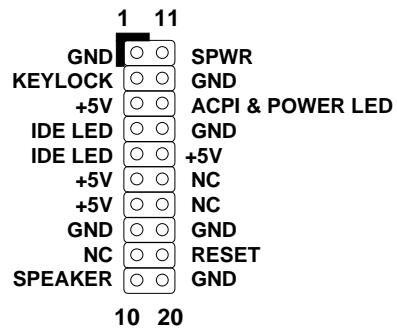 1 11
GND SPWR
KEYLOCK GND
+5V ACPI & POWER LED
IDE LED GND
IDE LED +5V
+5V NC
+5V NC
GND GND
NC RESET
SPEAKER GND
10 20